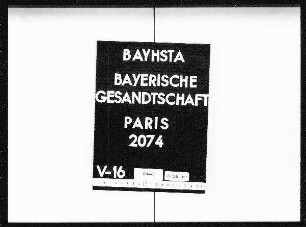 BAYHSTA
BAYERISCHE
GESANDTSCHAFT
PARIS
2074
V-16